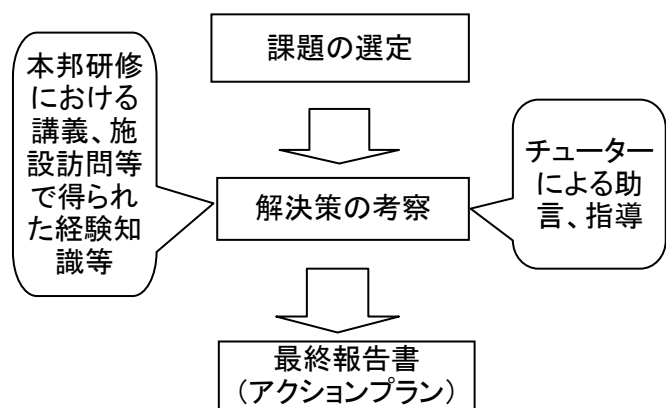 課題の選定
本邦研修
における
講義、施
設訪問等
で得られ
た経験知
識等
チューター
による助
言、指導
解決策の考察
最終報告書
（アクションプラン）